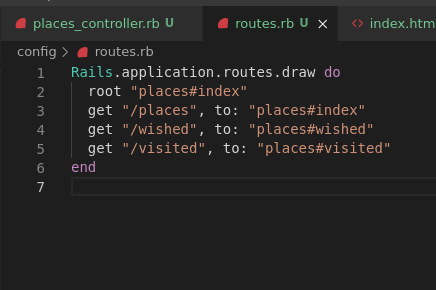 places_controller.rb U routes.rb U index.htm
config > routes.rb
1 Rails.application.routes.draw do
2 root "places#index"
3 get "/places", to: "places#index"
4 get "/wished", to: "places#wished"
5 get "/visited", to: "places#visited"
6 end
7